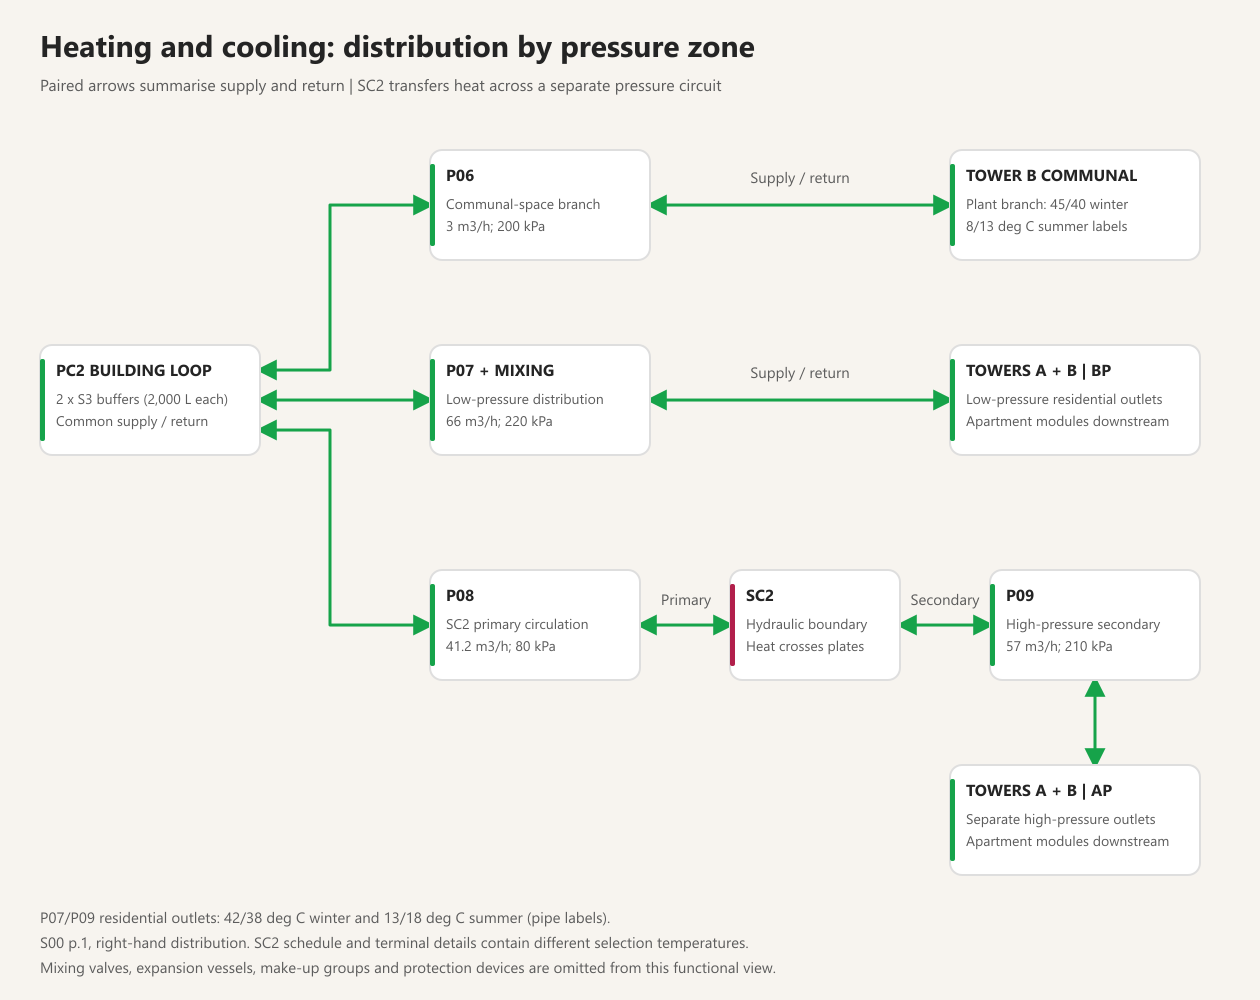 Heating and cooling: distribution by pressure zone
Paired arrows summarise supply and return | SC2 transfers heat across a separate pressure circuit
P06
Communal-space branch
3 m3/h; 200 kPa
Supply / return
TOWER B COMMUNAL
Plant branch: 45/40 winter
8/13 deg C summer labels
PC2 BUILDING LOOP
2 x S3 buffers (2,000 L each)
Common supply / return
P07 + MIXING
Low-pressure distribution
66 m3/h; 220 kPa
Supply / return
TOWERS A + B | BP
Low-pressure residential outlets
Apartment modules downstream
P08
SC2 primary circulation
41.2 m3/h; 80 kPa
Primary
SC2
Hydraulic boundary
Heat crosses plates
Secondary
P09
High-pressure secondary
57 m3/h; 210 kPa
TOWERS A + B | AP
Separate high-pressure outlets
Apartment modules downstream
P07/P09 residential outlets: 42/38 deg C winter and 13/18 deg C summer (pipe labels).
S00 p.1, right-hand distribution. SC2 schedule and terminal details contain different selection temperatures.
Mixing valves, expansion vessels, make-up groups and protection devices are omitted from this functional view.